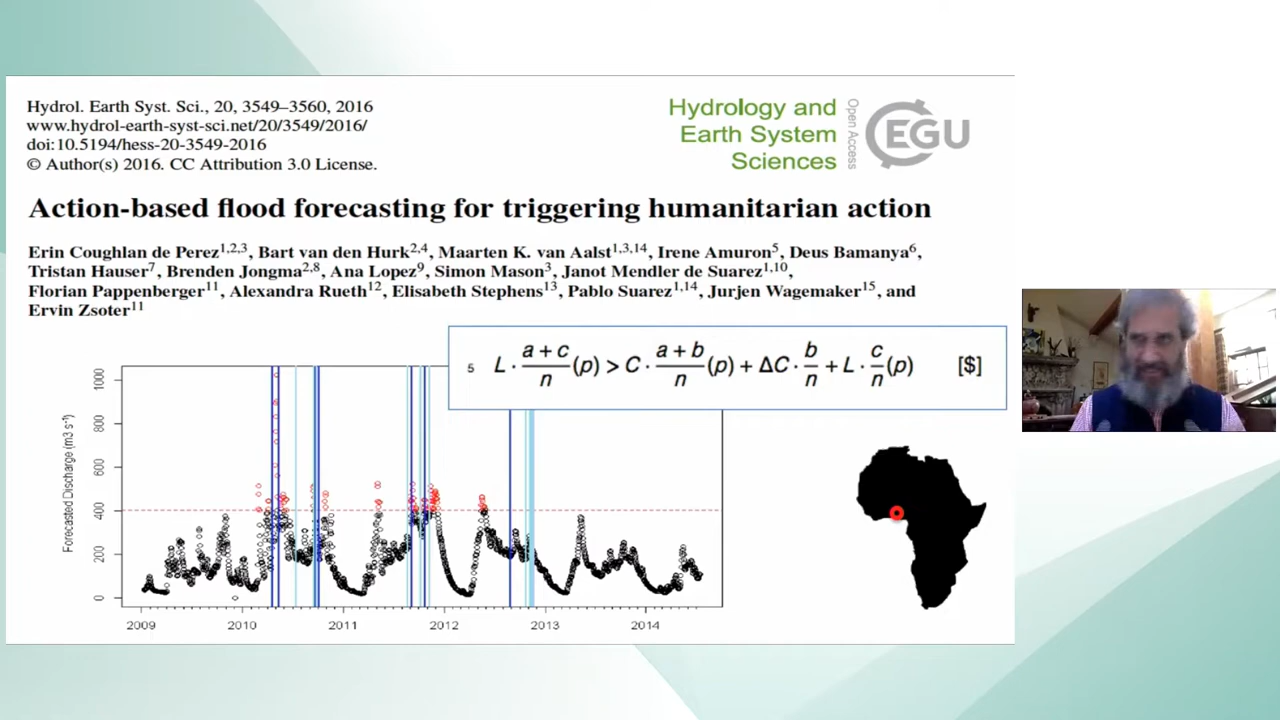 Hydrol. Earth Syst. Sci., 20, 3549–3560, 2016
www.hydrol-earth-syst-sci.net/20/3549/2016/
doi:10.5194/hess-20-3549-2016
© Author(s) 2016. CC Attribution 3.0 License.
Hydrology and
Earth System
Sciences
Open Access
EGU
Action-based flood forecasting for triggering humanitarian action
Erin Coughlan de Perez1,2,3, Bart van den Hurk2,4, Maarten K. van Aalst1,3,14, Irene Amuron5, Deus Bamanya6,
Tristan Hauser7, Brenden Jongma2,8, Ana Lopez9, Simon Mason3, Janot Mendler de Suarez1,10,
Florian Pappenberger11, Alexandra Rueth12, Elisabeth Stephens13, Pablo Suarez1,14, Jurjen Wagemaker15, and
Ervin Zsoter11
5 L · a + c/n (p) > C · a + b/n (p) + ΔC · b/n + L · c/n (p) [$]
Forecasted Discharge (m3 s-1)
1000
800
600
400
200
0
2009 2010 2011 2012 2013 2014